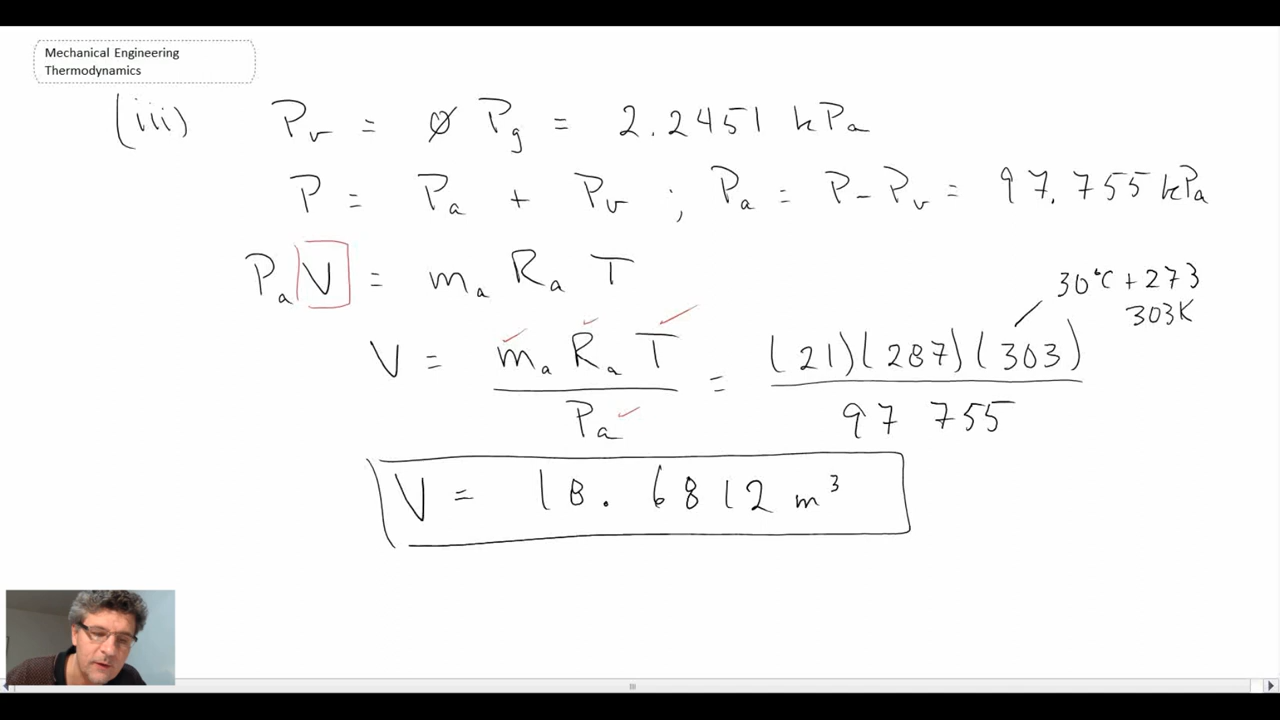 Mechanical Engineering
Thermodynamics
(iii) Pv = ø Pg = 2.2451 kPa
P = Pa + Pv ; Pa = P - Pv = 97.755 kPa
Pa V = ma Ra T
30°C + 273
303K
V = ma Ra T / Pa = (21)(287)(303) / 97 755
V = 18.6812 m³